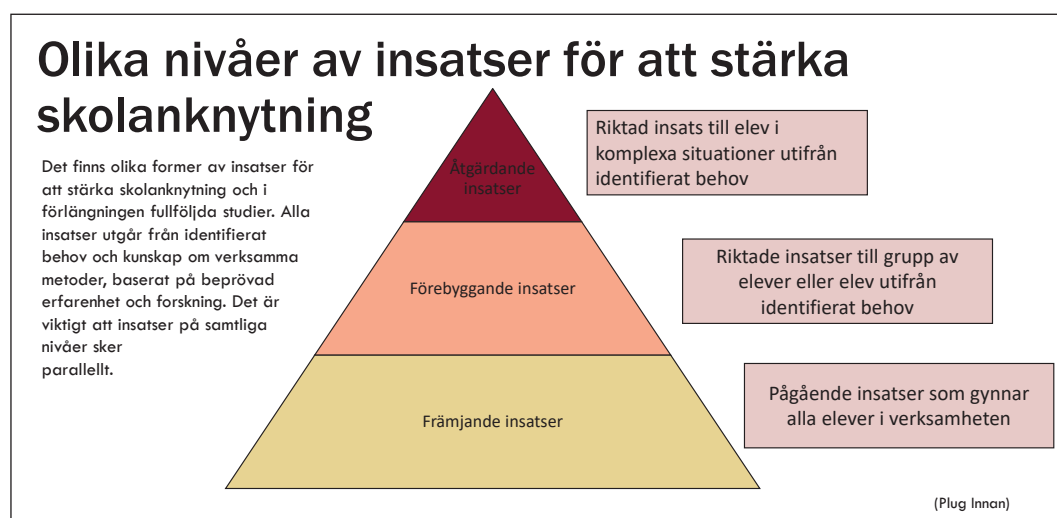 Olika nivåer av insatser för att stärka
skolanknytning
Det finns olika former av insatser för
att stärka skolanknytning och i
förlängningen fullföljda studier. Alla
insatser utgår från identifierat
behov och kunskap om verksamma
metoder, baserat på beprövad
erfarenhet och forskning. Det är
viktigt att insatser på samtliga
nivåer sker
parallellt.
Åtgärdande
insatser
Riktad insats till elev i
komplexa situationer utifrån
identifierat behov
Förebyggande insatser
Riktade insatser till grupp av
elever eller elev utifrån
identifierat behov
Främjande insatser
Pågående insatser som gynnar
alla elever i verksamheten
(Plug Innan)